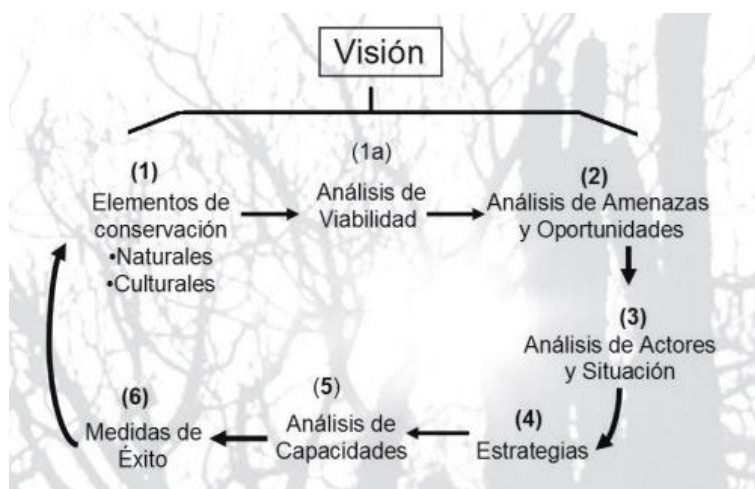 Visión
(1)
Elementos de
conservación
•Naturales
•Culturales
(1a)
Análisis de
Viabilidad
(2)
Análisis de Amenazas
y Oportunidades
(3)
Análisis de Actores
y Situación
(4)
Estrategias
(5)
Análisis de
Capacidades
(6)
Medidas de
Éxito